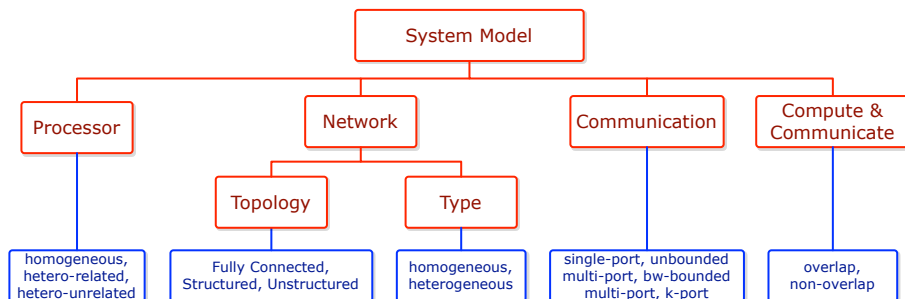 System Model
Processor
Network
Communication
Compute &
Communicate
Topology
Type
homogeneous,
hetero-related,
hetero-unrelated
Fully Connected,
Structured, Unstructured
homogeneous,
heterogeneous
single-port, unbounded
multi-port, bw-bounded
multi-port, k-port
overlap,
non-overlap